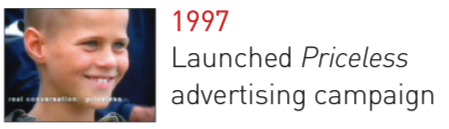 1997
Launched Priceless
advertising campaign
real conversation: priceless